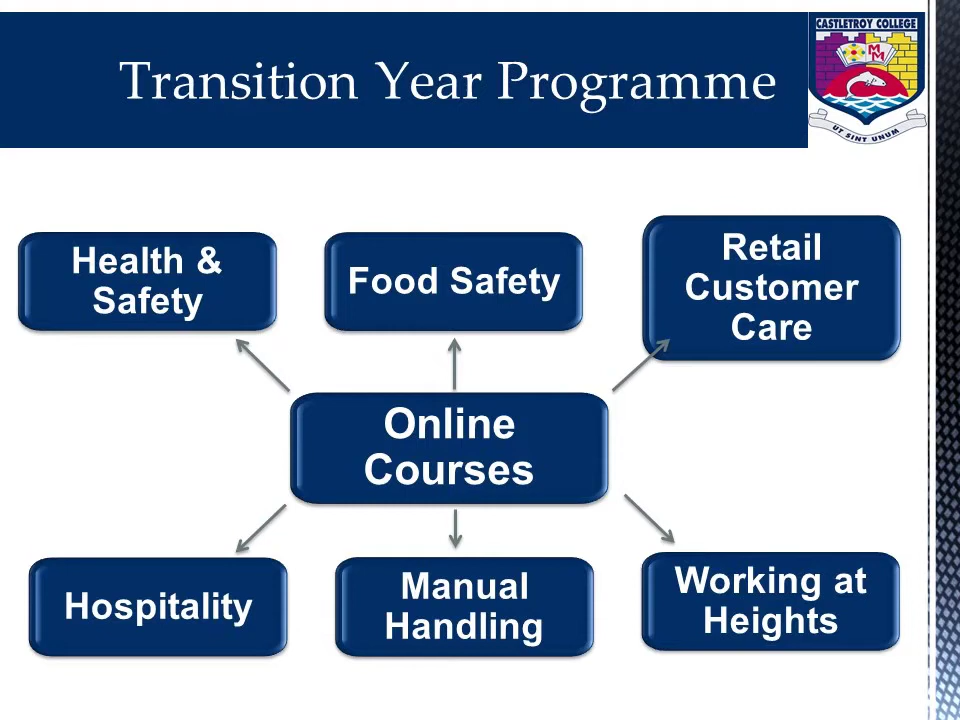 Transition Year Programme
CASTLETROY COLLEGE
MM
UT SINT UNUM
Health &
Safety
Food Safety
Retail
Customer
Care
Online
Courses
Hospitality
Manual
Handling
Working at
Heights